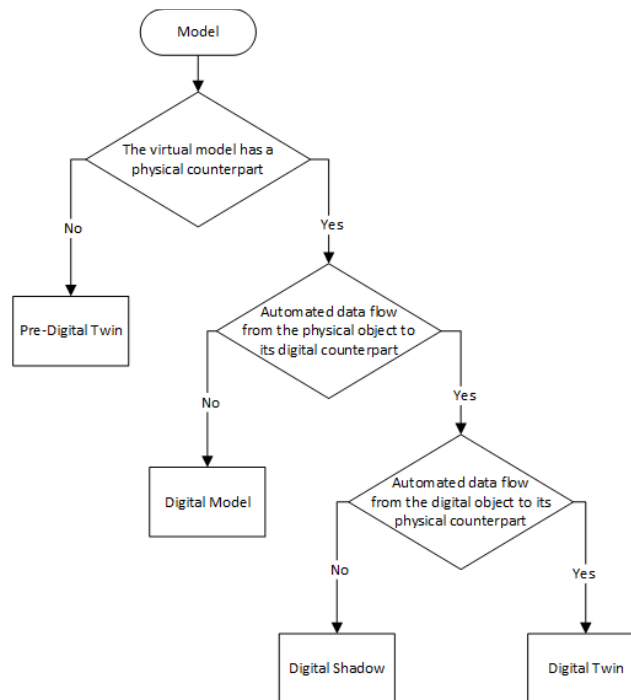 Model
The virtual model has a
physical counterpart
No
Yes
Pre-Digital Twin
Automated data flow
from the physical object to
its digital counterpart
No
Yes
Digital Model
Automated data flow
from the digital object to its
physical counterpart
No
Yes
Digital Shadow
Digital Twin